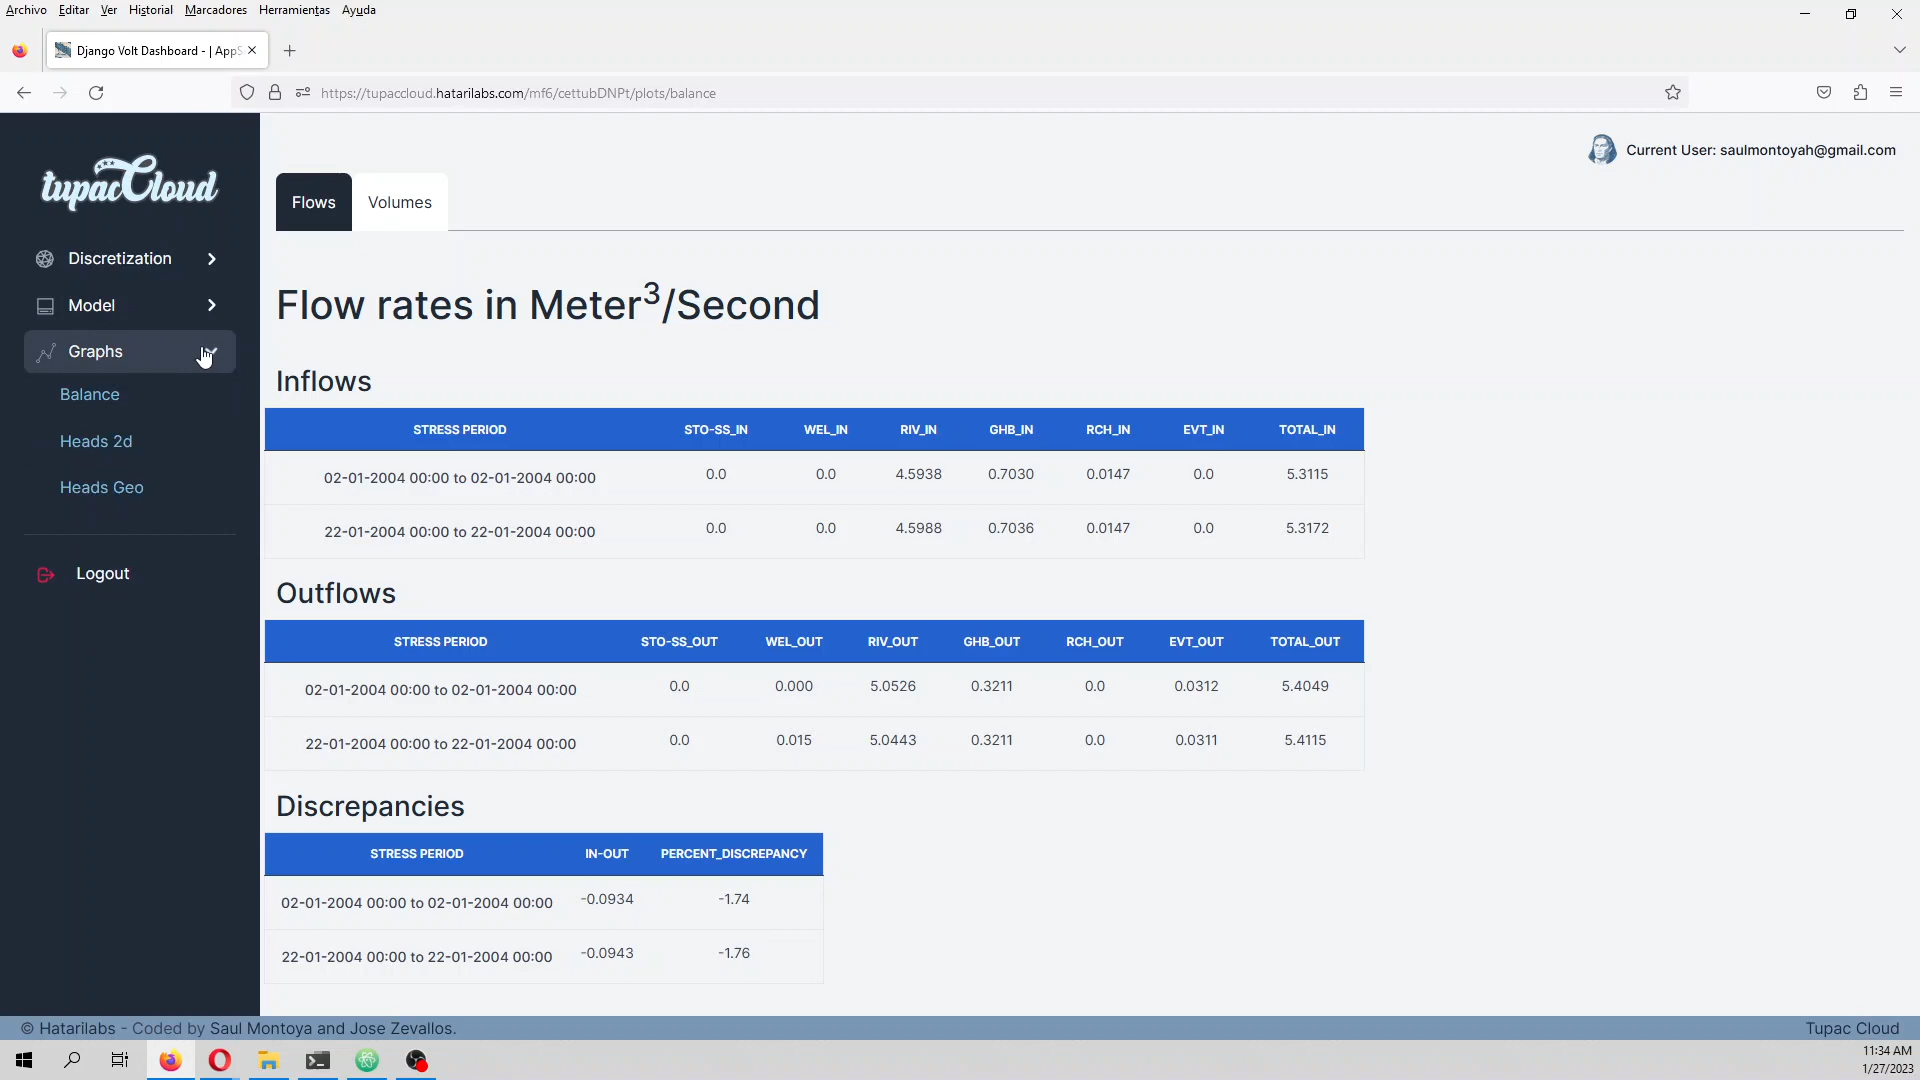 Archivo Editar Ver Historial Marcadores Herramientas Ayuda
Django Volt Dashboard - | AppS
https://tupaccloud.hatarilabs.com/mf6/cettubDNPt/plots/balance
tupacCloud
Current User: saulmontoyah@gmail.com
Flows Volumes
Discretization
Model
Graphs
Balance
Heads 2d
Heads Geo
Logout
Flow rates in Meter³/Second
Inflows
STRESS PERIOD STO-SS_IN WEL_IN RIV_IN GHB_IN RCH_IN EVT_IN TOTAL_IN
02-01-2004 00:00 to 02-01-2004 00:00 0.0 0.0 4.5938 0.7030 0.0147 0.0 5.3115
22-01-2004 00:00 to 22-01-2004 00:00 0.0 0.0 4.5988 0.7036 0.0147 0.0 5.3172
Outflows
STRESS PERIOD STO-SS_OUT WEL_OUT RIV_OUT GHB_OUT RCH_OUT EVT_OUT TOTAL_OUT
02-01-2004 00:00 to 02-01-2004 00:00 0.0 0.000 5.0526 0.3211 0.0 0.0312 5.4049
22-01-2004 00:00 to 22-01-2004 00:00 0.0 0.015 5.0443 0.3211 0.0 0.0311 5.4115
Discrepancies
STRESS PERIOD IN-OUT PERCENT_DISCREPANCY
02-01-2004 00:00 to 02-01-2004 00:00 -0.0934 -1.74
22-01-2004 00:00 to 22-01-2004 00:00 -0.0943 -1.76
© Hatarilabs - Coded by Saul Montoya and Jose Zevallos. Tupac Cloud
11:34 AM
1/27/2023